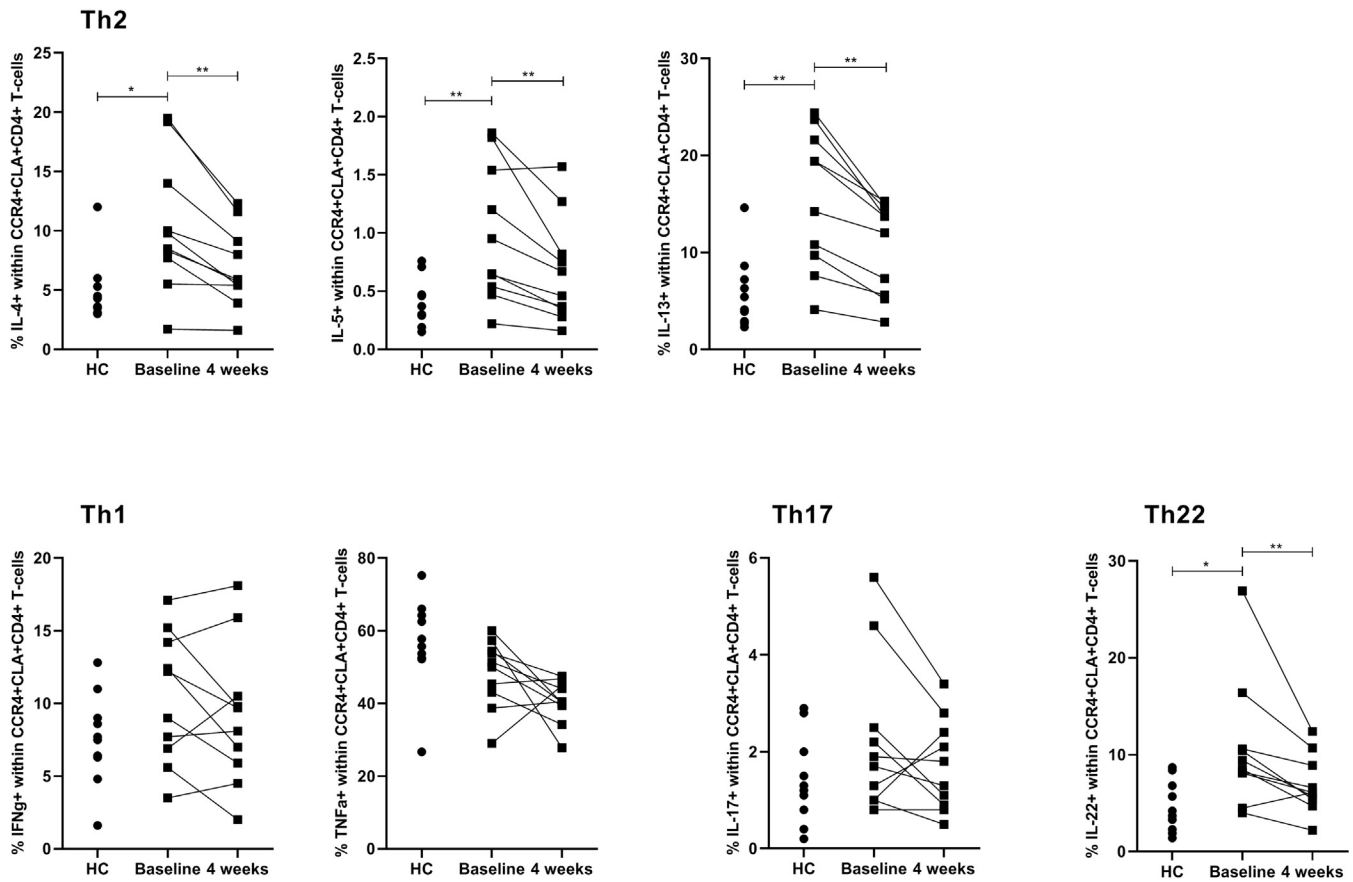 Th2
% IL-4+ within CCR4+CLA+CD4+ T-cells
25
20
15
10
5
0
*
**
HC Baseline 4 weeks
IL-5+ within CCR4+CLA+CD4+ T-cells
2.5
2.0
1.5
1.0
0.5
0.0
**
**
HC Baseline 4 weeks
% IL-13+ within CCR4+CLA+CD4+ T-cells
30
20
10
0
**
**
HC Baseline 4 weeks
Th1
% IFNg+ within CCR4+CLA+CD4+ T-cells
20
15
10
5
0
HC Baseline 4 weeks
% TNFa+ within CCR4+CLA+CD4+ T-cells
80
60
40
20
0
HC Baseline 4 weeks
Th17
% IL-17+ within CCR4+CLA+CD4+ T-cells
6
4
2
0
HC Baseline 4 weeks
Th22
% IL-22+ within CCR4+CLA+CD4+ T-cells
30
20
10
0
*
**
HC Baseline 4 weeks